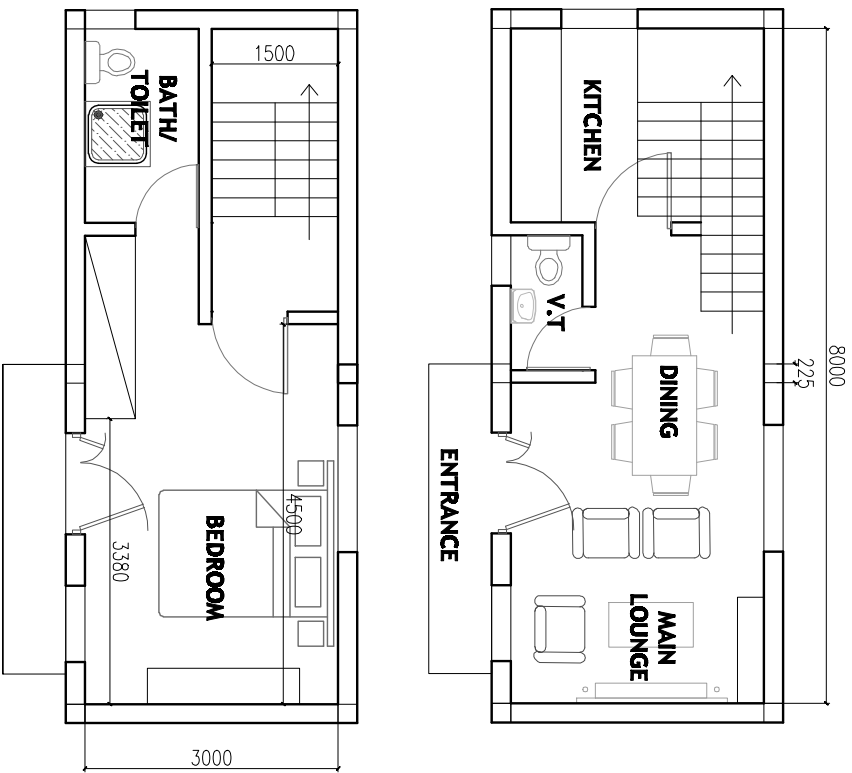 1500
BATH/
TOILET
4500
3380
BEDROOM
3000
KITCHEN
V.T
DINING
225
8000
ENTRANCE
MAIN
LOUNGE